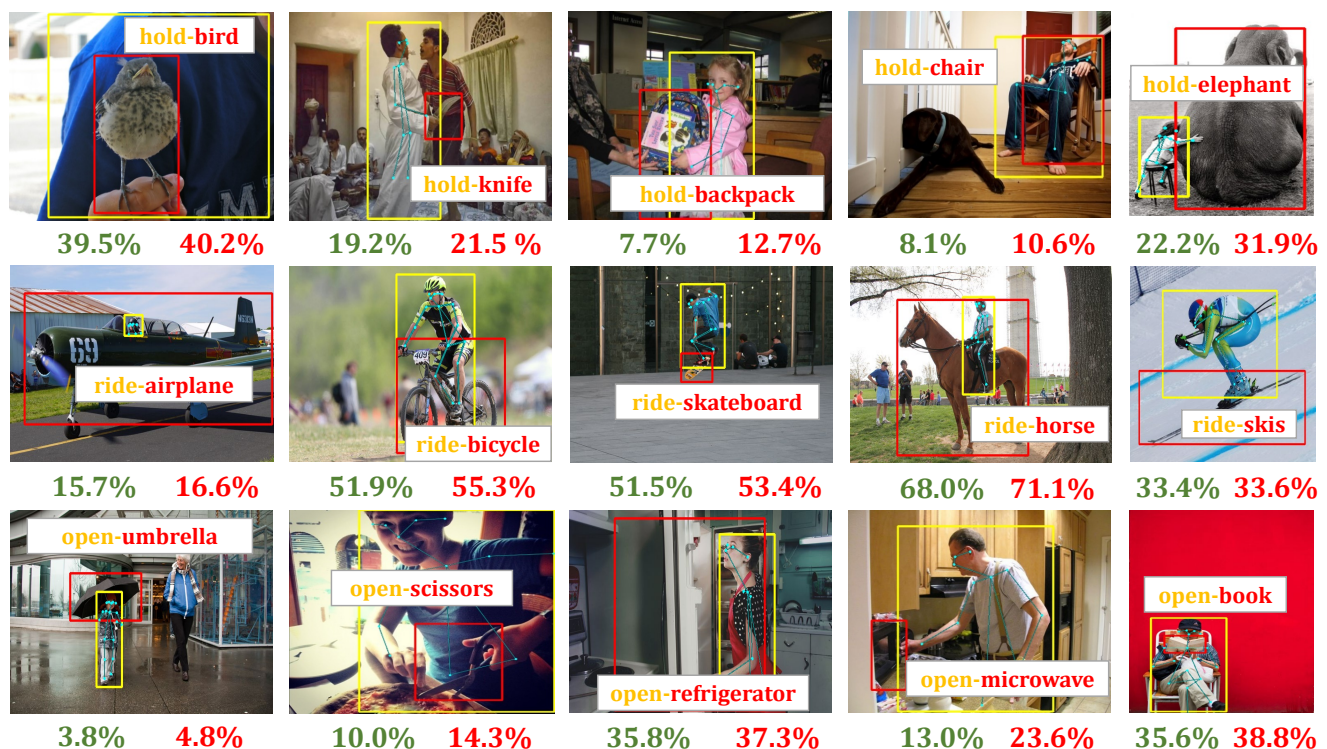 hold-bird
hold-knife
hold-backpack
hold-chair
hold-elephant
39.5% 40.2%
19.2% 21.5 %
7.7% 12.7%
8.1% 10.6%
22.2% 31.9%
69
ride-airplane
409
ride-bicycle
ride-skateboard
ride-horse
ride-skis
15.7% 16.6%
51.9% 55.3%
51.5% 53.4%
68.0% 71.1%
33.4% 33.6%
open-umbrella
open-scissors
open-refrigerator
open-microwave
open-book
3.8% 4.8%
10.0% 14.3%
35.8% 37.3%
13.0% 23.6%
35.6% 38.8%